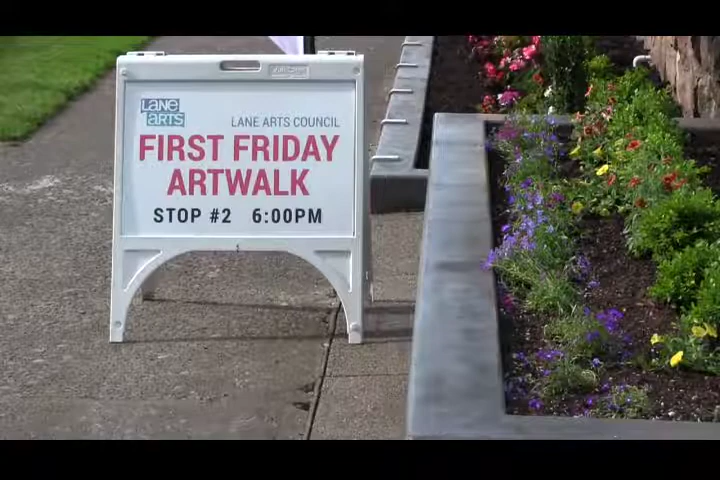 LANE
ARTS
LANE ARTS COUNCIL
FIRST FRIDAY
ARTWALK
STOP #2 6:00PM